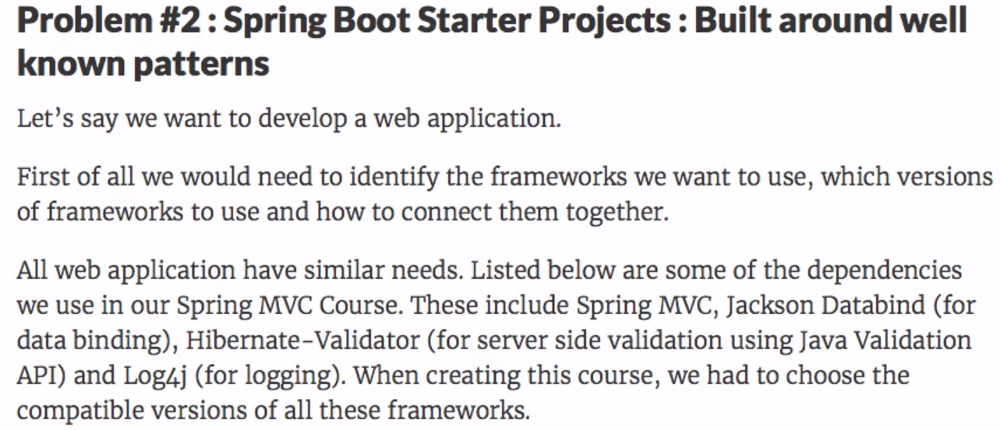 Problem #2 : Spring Boot Starter Projects : Built around well
known patterns
Let’s say we want to develop a web application.
First of all we would need to identify the frameworks we want to use, which versions
of frameworks to use and how to connect them together.
All web application have similar needs. Listed below are some of the dependencies
we use in our Spring MVC Course. These include Spring MVC, Jackson Databind (for
data binding), Hibernate-Validator (for server side validation using Java Validation
API) and Log4j (for logging). When creating this course, we had to choose the
compatible versions of all these frameworks.